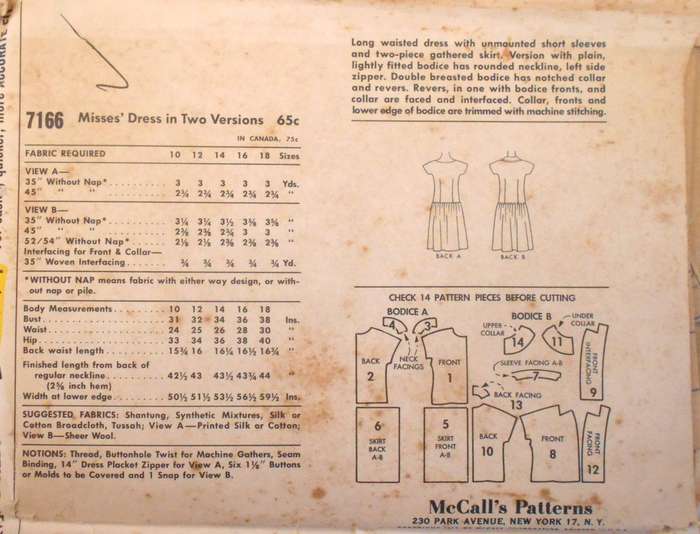 Long waisted dress with unmounted short sleeves
and two-piece gathered skirt. Version with plain,
lightly fitted bodice has rounded neckline, left side
zipper. Double breasted bodice has notched collar
and revers. Revers, in one with bodice fronts, and
collar are faced and interfaced. Collar, fronts and
lower edge of bodice are trimmed with machine stitching.
7166 Misses' Dress in Two Versions 65c
IN CANADA, 75c
FABRIC REQUIRED 10 12 14 16 18 Sizes
VIEW A—
35" Without Nap* 3 3 3 3 3 Yds.
45" " " 2¾ 2¾ 2¾ 2¾ 2¾ "
VIEW B—
35" Without Nap* 3¼ 3¼ 3½ 3⅝ 3⅝ "
45" " " 2⅝ 2⅝ 2¾ 3 3 "
52/54" Without Nap* 2⅛ 2⅛ 2⅜ 2⅜ 2⅜ "
Interfacing for Front & Collar—
35" Woven Interfacing ¾ ¾ ¾ ¾ ¾ Yd.
*WITHOUT NAP means fabric with either way design, or with-
out nap or pile.
Body Measurements 10 12 14 16 18
Bust 31 32 34 36 38 Ins.
Waist 24 25 26 28 30 "
Hip 33 34 36 38 40 "
Back waist length 15¾ 16 16¼ 16½ 16¾ "
Finished length from back of
regular neckline 42½ 43 43½ 43¾ 44 "
(2⅝ inch hem)
Width at lower edge 50½ 51½ 53½ 56½ 59½ Ins.
SUGGESTED FABRICS: Shantung, Synthetic Mixtures, Silk or
Cotton Broadcloth, Tussah; View A—Printed Silk or Cotton;
View B—Sheer Wool.
NOTIONS: Thread, Buttonhole Twist for Machine Gathers, Seam
Binding, 14" Dress Placket Zipper for View A, Six 1½" Buttons
or Molds to be Covered and 1 Snap for View B.
BACK A
BACK B
CHECK 14 PATTERN PIECES BEFORE CUTTING
BODICE A
4
3
NECK
FACINGS
BACK
2
FRONT
1
6
SKIRT
BACK
A-B
5
SKIRT
FRONT
A-B
BODICE B
UPPER
COLLAR
14
UNDER
COLLAR
11
SLEEVE FACING A-B
7
BACK FACING
13
FRONT
INTERFACING
9
BACK
10
FRONT
8
FRONT
FACING
12
McCall's Patterns
230 PARK AVENUE, NEW YORK 17, N. Y.